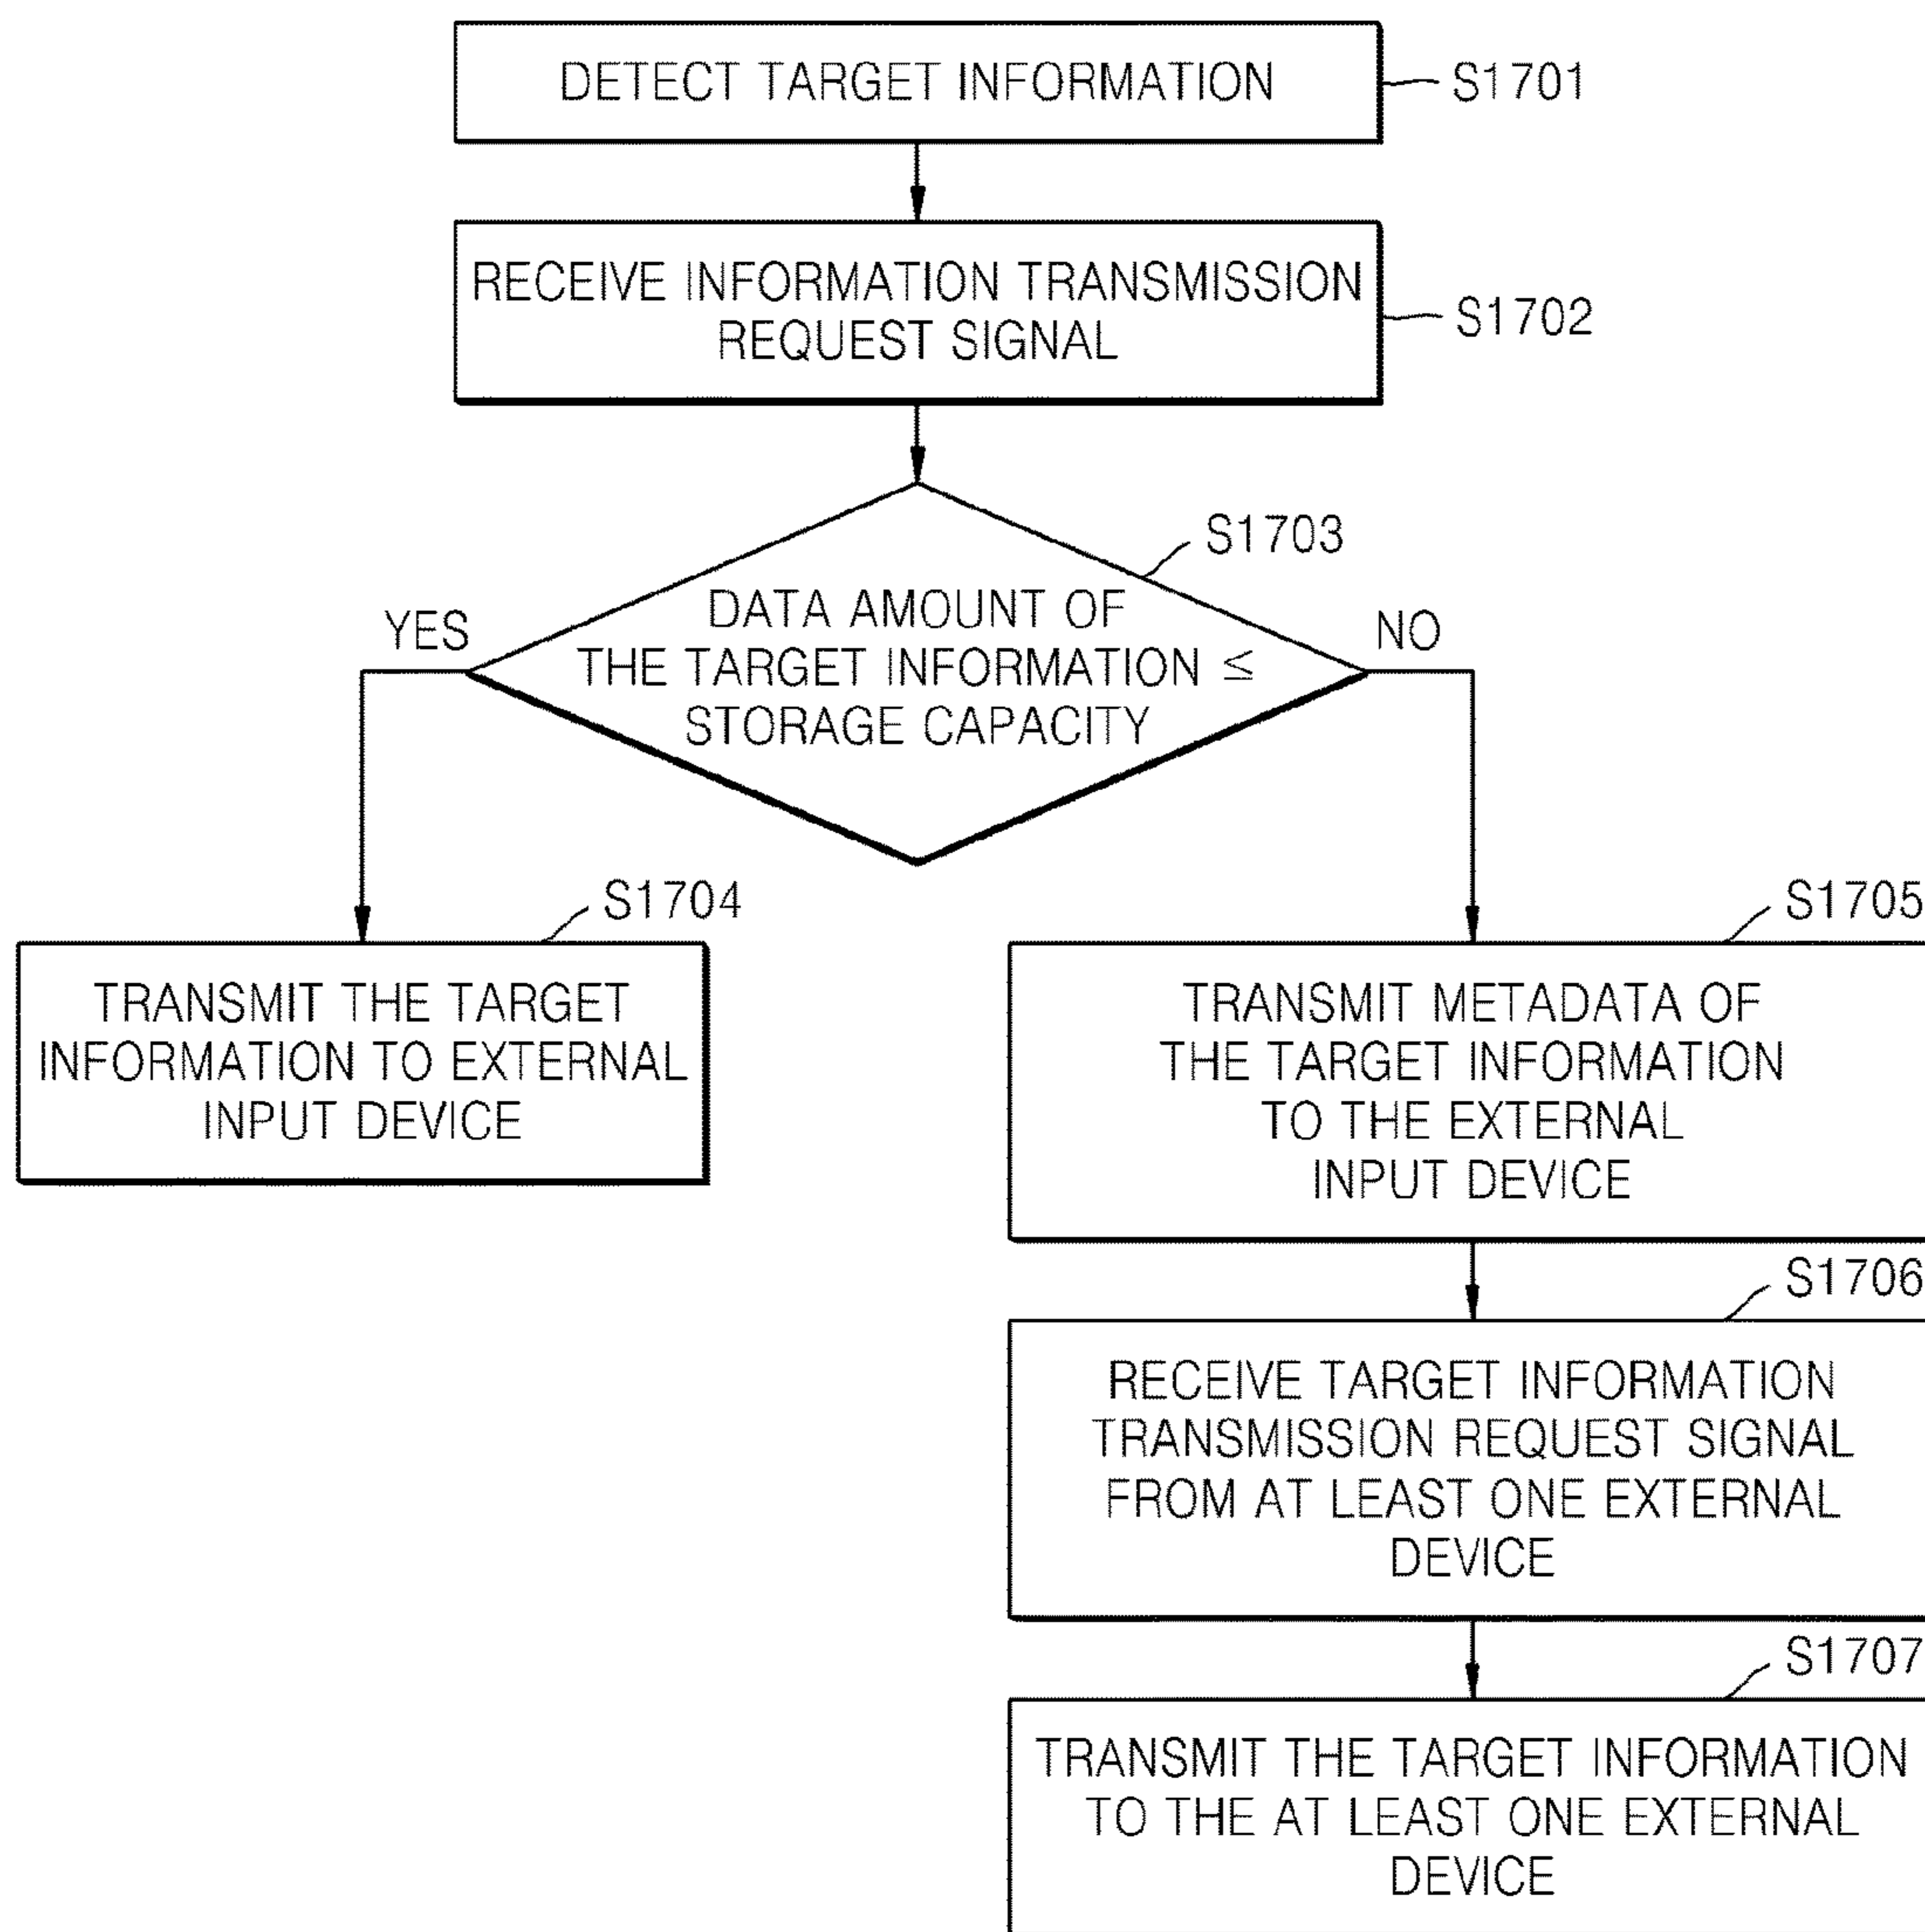 DETECT TARGET INFORMATION
S1701
RECEIVE INFORMATION TRANSMISSION
REQUEST SIGNAL
S1702
S1703
DATA AMOUNT OF
THE TARGET INFORMATION ≤
STORAGE CAPACITY
YES
NO
S1704
TRANSMIT THE TARGET
INFORMATION TO EXTERNAL
INPUT DEVICE
S1705
TRANSMIT METADATA OF
THE TARGET INFORMATION
TO THE EXTERNAL
INPUT DEVICE
S1706
RECEIVE TARGET INFORMATION
TRANSMISSION REQUEST SIGNAL
FROM AT LEAST ONE EXTERNAL
DEVICE
S1707
TRANSMIT THE TARGET INFORMATION
TO THE AT LEAST ONE EXTERNAL
DEVICE